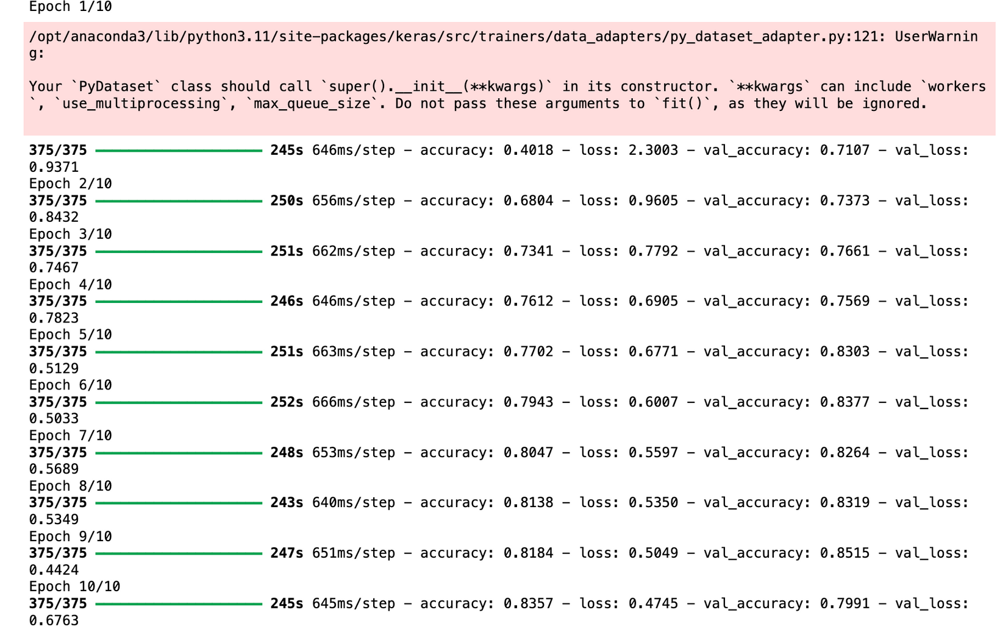 Epoch 1/10
/opt/anaconda3/lib/python3.11/site-packages/keras/src/trainers/data_adapters/py_dataset_adapter.py:121: UserWarnin
g:
Your `PyDataset` class should call `super().__init__(**kwargs)` in its constructor. `**kwargs` can include `workers
`, `use_multiprocessing`, `max_queue_size`. Do not pass these arguments to `fit()`, as they will be ignored.
375/375 ━━━━━━━━━━━━━━━━━━━━ 245s 646ms/step - accuracy: 0.4018 - loss: 2.3003 - val_accuracy: 0.7107 - val_loss:
0.9371
Epoch 2/10
375/375 ━━━━━━━━━━━━━━━━━━━━ 250s 656ms/step - accuracy: 0.6804 - loss: 0.9605 - val_accuracy: 0.7373 - val_loss:
0.8432
Epoch 3/10
375/375 ━━━━━━━━━━━━━━━━━━━━ 251s 662ms/step - accuracy: 0.7341 - loss: 0.7792 - val_accuracy: 0.7661 - val_loss:
0.7467
Epoch 4/10
375/375 ━━━━━━━━━━━━━━━━━━━━ 246s 646ms/step - accuracy: 0.7612 - loss: 0.6905 - val_accuracy: 0.7569 - val_loss:
0.7823
Epoch 5/10
375/375 ━━━━━━━━━━━━━━━━━━━━ 251s 663ms/step - accuracy: 0.7702 - loss: 0.6771 - val_accuracy: 0.8303 - val_loss:
0.5129
Epoch 6/10
375/375 ━━━━━━━━━━━━━━━━━━━━ 252s 666ms/step - accuracy: 0.7943 - loss: 0.6007 - val_accuracy: 0.8377 - val_loss:
0.5033
Epoch 7/10
375/375 ━━━━━━━━━━━━━━━━━━━━ 248s 653ms/step - accuracy: 0.8047 - loss: 0.5597 - val_accuracy: 0.8264 - val_loss:
0.5689
Epoch 8/10
375/375 ━━━━━━━━━━━━━━━━━━━━ 243s 640ms/step - accuracy: 0.8138 - loss: 0.5350 - val_accuracy: 0.8319 - val_loss:
0.5349
Epoch 9/10
375/375 ━━━━━━━━━━━━━━━━━━━━ 247s 651ms/step - accuracy: 0.8184 - loss: 0.5049 - val_accuracy: 0.8515 - val_loss:
0.4424
Epoch 10/10
375/375 ━━━━━━━━━━━━━━━━━━━━ 245s 645ms/step - accuracy: 0.8357 - loss: 0.4745 - val_accuracy: 0.7991 - val_loss:
0.6763